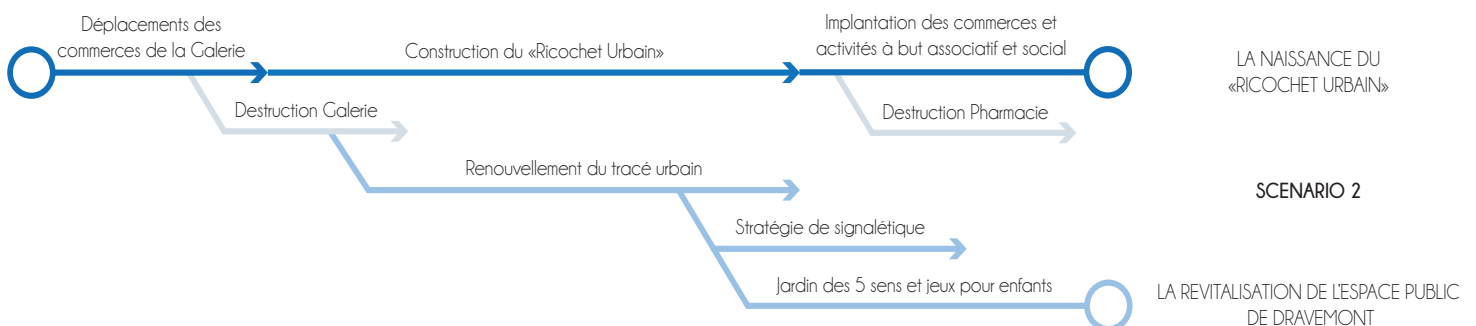 Déplacements des
commerces de la Galerie
Construction du «Ricochet Urbain»
Implantation des commerces et
activités à but associatif et social
LA NAISSANCE DU
«RICOCHET URBAIN»
Destruction Galerie
Destruction Pharmacie
Renouvellement du tracé urbain
SCENARIO 2
Stratégie de signalétique
Jardin des 5 sens et jeux pour enfants
LA REVITALISATION DE L'ESPACE PUBLIC
DE DRAVEMONT